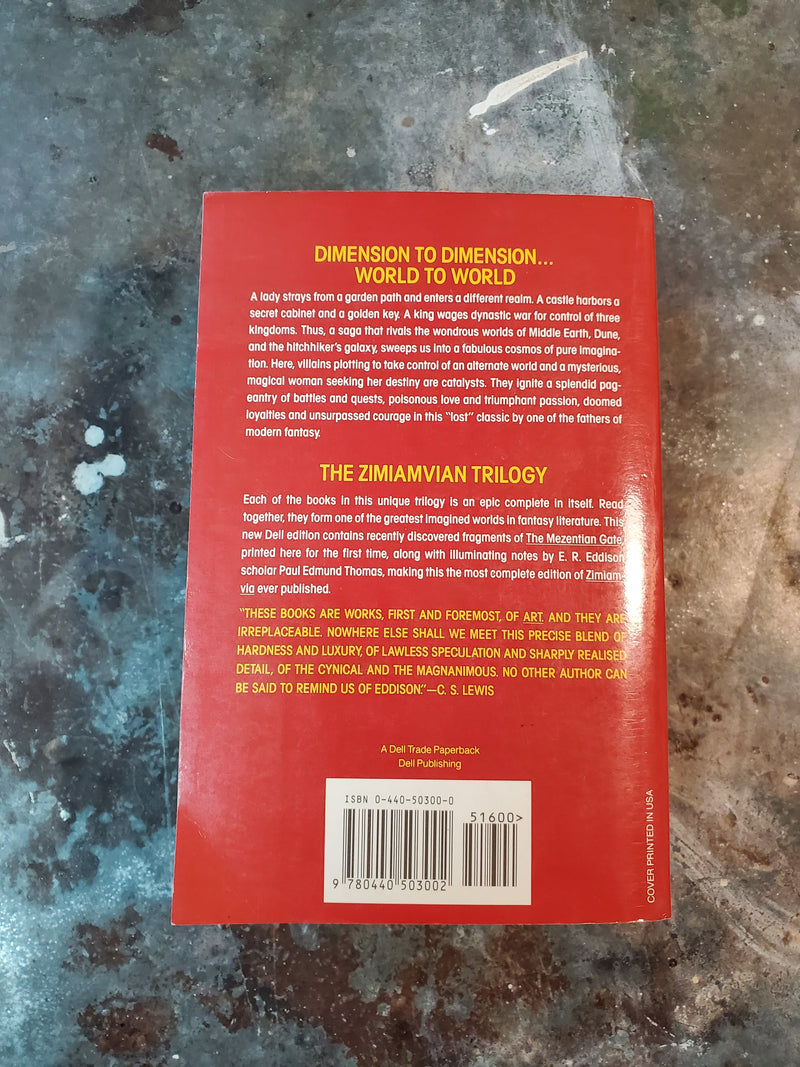 DIMENSION TO DIMENSION...
WORLD TO WORLD
A lady strays from a garden path and enters a different realm. A castle harbors a
secret cabinet and a golden key. A king wages dynastic war for control of three
kingdoms. Thus, a saga that rivals the wondrous worlds of Middle Earth, Dune,
and the hitchhiker's galaxy, sweeps us into a fabulous cosmos of pure imagina-
tion. Here, villains plotting to take control of an alternate world and a mysterious,
magical woman seeking her destiny are catalysts. They ignite a splendid pag-
eantry of battles and quests, poisonous love and triumphant passion, doomed
loyalties and unsurpassed courage in this "lost" classic by one of the fathers of
modern fantasy.
THE ZIMIAMVIAN TRILOGY
Each of the books in this unique trilogy is an epic complete in itself. Read
together, they form one of the greatest imagined worlds in fantasy literature. This
new Dell edition contains recently discovered fragments of The Mezentian Gate,
printed here for the first time, along with illuminating notes by E. R. Eddison
scholar Paul Edmund Thomas, making this the most complete edition of Zimiam-
via ever published.
"THESE BOOKS ARE WORKS, FIRST AND FOREMOST, OF ART. AND THEY ARE
IRREPLACEABLE. NOWHERE ELSE SHALL WE MEET THIS PRECISE BLEND OF
HARDNESS AND LUXURY, OF LAWLESS SPECULATION AND SHARPLY REALISED
DETAIL, OF THE CYNICAL AND THE MAGNANIMOUS. NO OTHER AUTHOR CAN
BE SAID TO REMIND US OF EDDISON."—C. S. LEWIS
A Dell Trade Paperback
Dell Publishing
ISBN 0-440-50300-0
51600>
9 780440 503002
COVER PRINTED IN USA